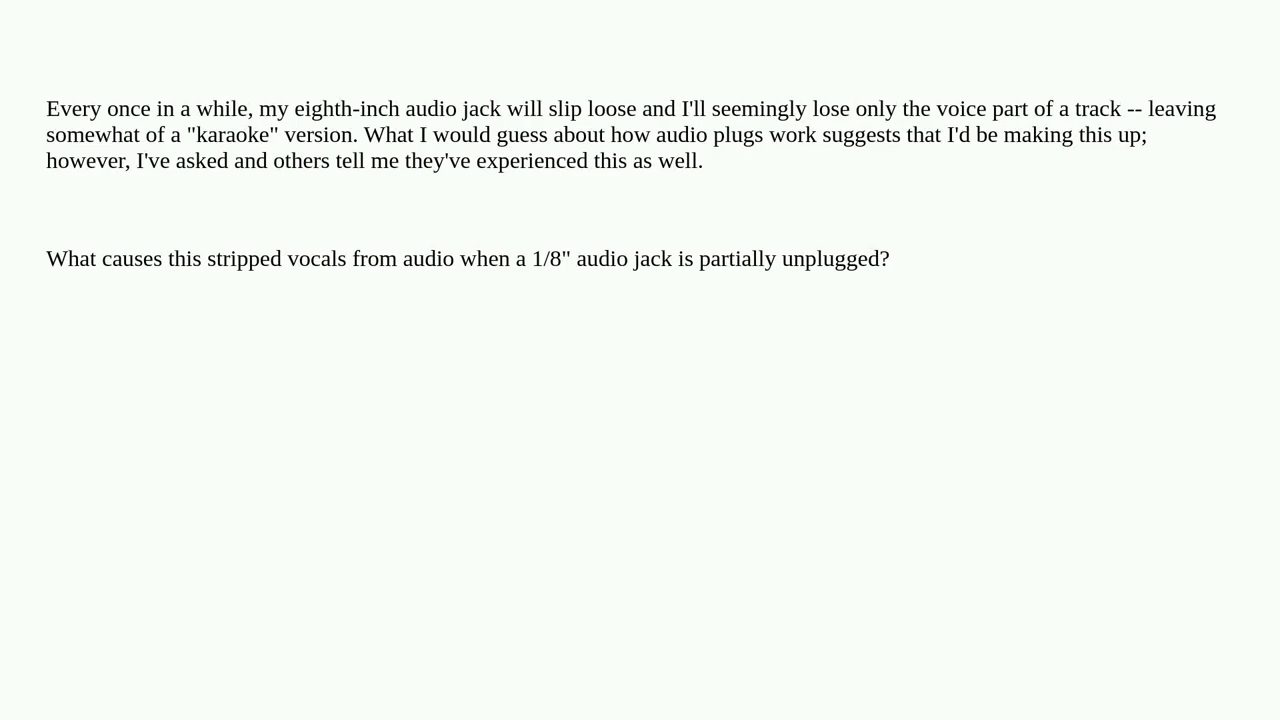 Every once in a while, my eighth-inch audio jack will slip loose and I'll seemingly lose only the voice part of a track -- leaving
somewhat of a "karaoke" version. What I would guess about how audio plugs work suggests that I'd be making this up;
however, I've asked and others tell me they've experienced this as well.
What causes this stripped vocals from audio when a 1/8" audio jack is partially unplugged?